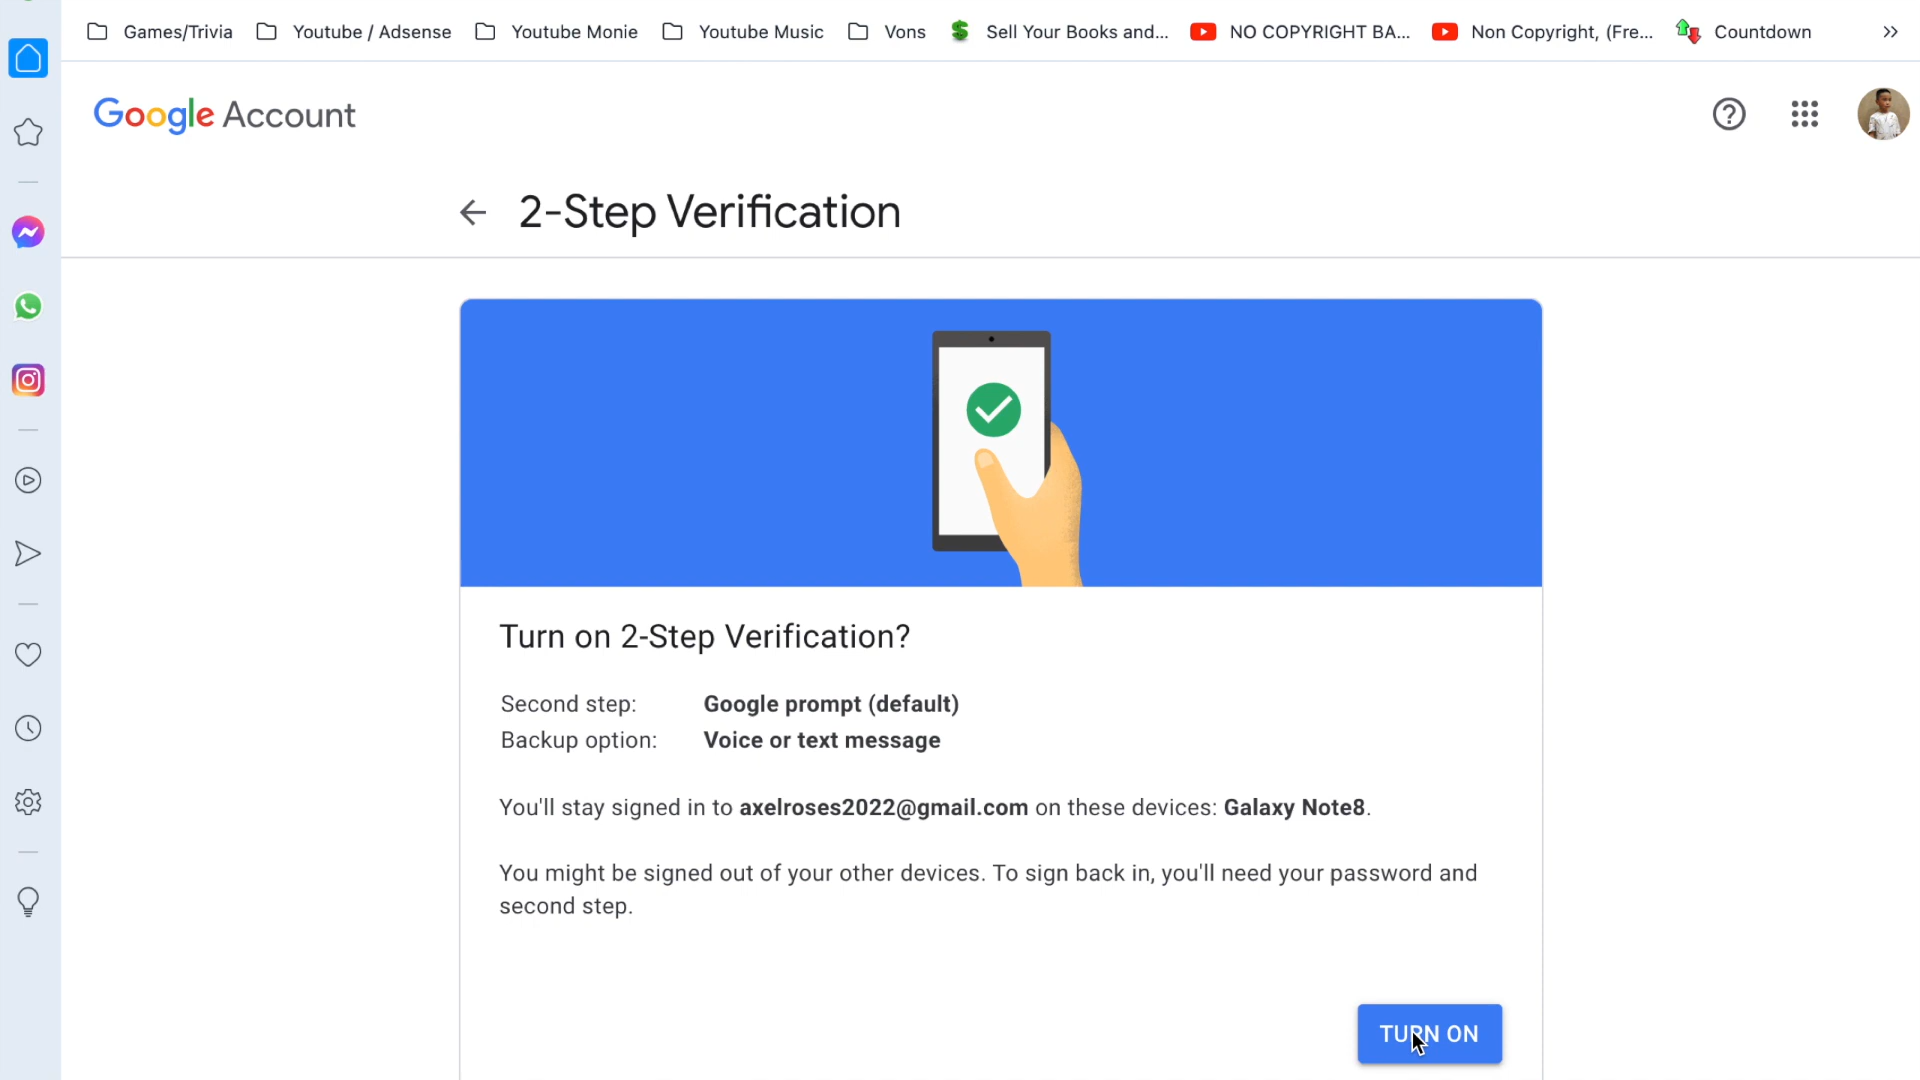 Games/Trivia Youtube / Adsense Youtube Monie Youtube Music Vons Sell Your Books and... NO COPYRIGHT BA... Non Copyright, (Fre... Countdown »
Google Account
2-Step Verification
Turn on 2-Step Verification?
Second step: Google prompt (default)
Backup option: Voice or text message
You'll stay signed in to axelroses2022@gmail.com on these devices: Galaxy Note8.
You might be signed out of your other devices. To sign back in, you'll need your password and
second step.
TURN ON